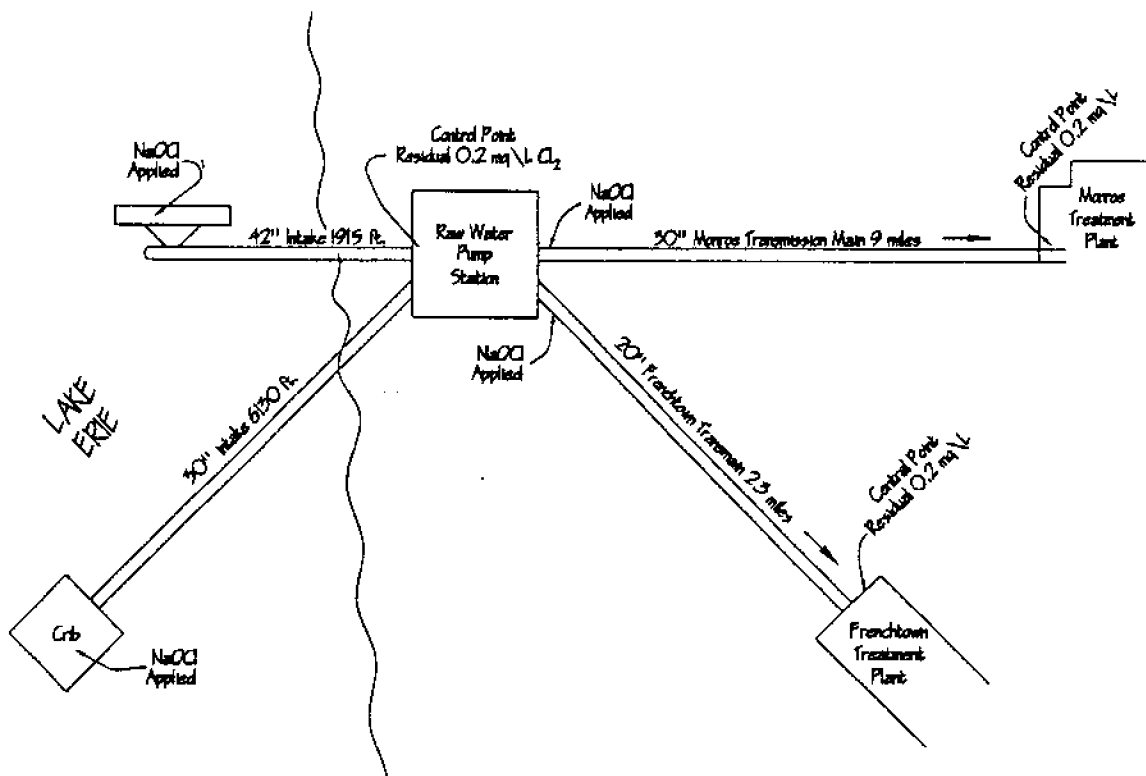 NaOCl
Applied
42" Intake 1915 ft.
Control Point
Residual 0.2 mg\L Cl2
Raw Water
Pump
Station
NaOCl
Applied
30" Monroe Transmission Main 9 miles
Control Point
Residual 0.2 mg\L
Monroe
Treatment
Plant
NaOCl
Applied
20" Frenchtown Transmain 2.3 miles
LAKE
ERIE
30" Intake 6130 ft.
Control Point
Residual 0.2 mg\L
Crib
NaOCl
Applied
Frenchtown
Treatment
Plant